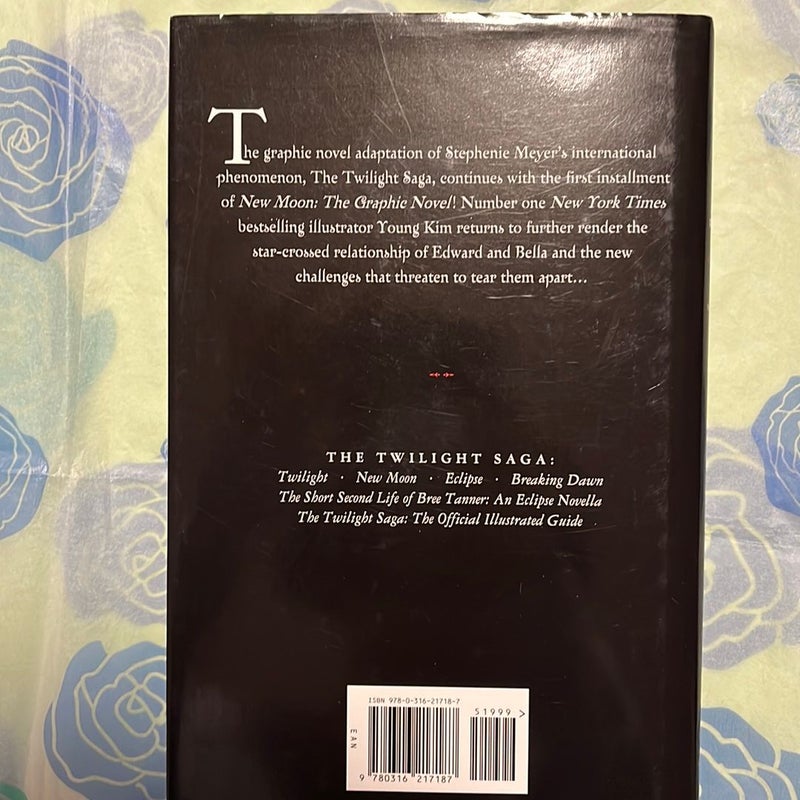 The graphic novel adaptation of Stephenie Meyer's international
phenomenon, The Twilight Saga, continues with the first installment
of New Moon: The Graphic Novel! Number one New York Times
bestselling illustrator Young Kim returns to further render the
star-crossed relationship of Edward and Bella and the new
challenges that threaten to tear them apart...
THE TWILIGHT SAGA:
Twilight · New Moon · Eclipse · Breaking Dawn
The Short Second Life of Bree Tanner: An Eclipse Novella
The Twilight Saga: The Official Illustrated Guide
ISBN 978-0-316-21718-7
51999 >
EAN
9 780316 217187